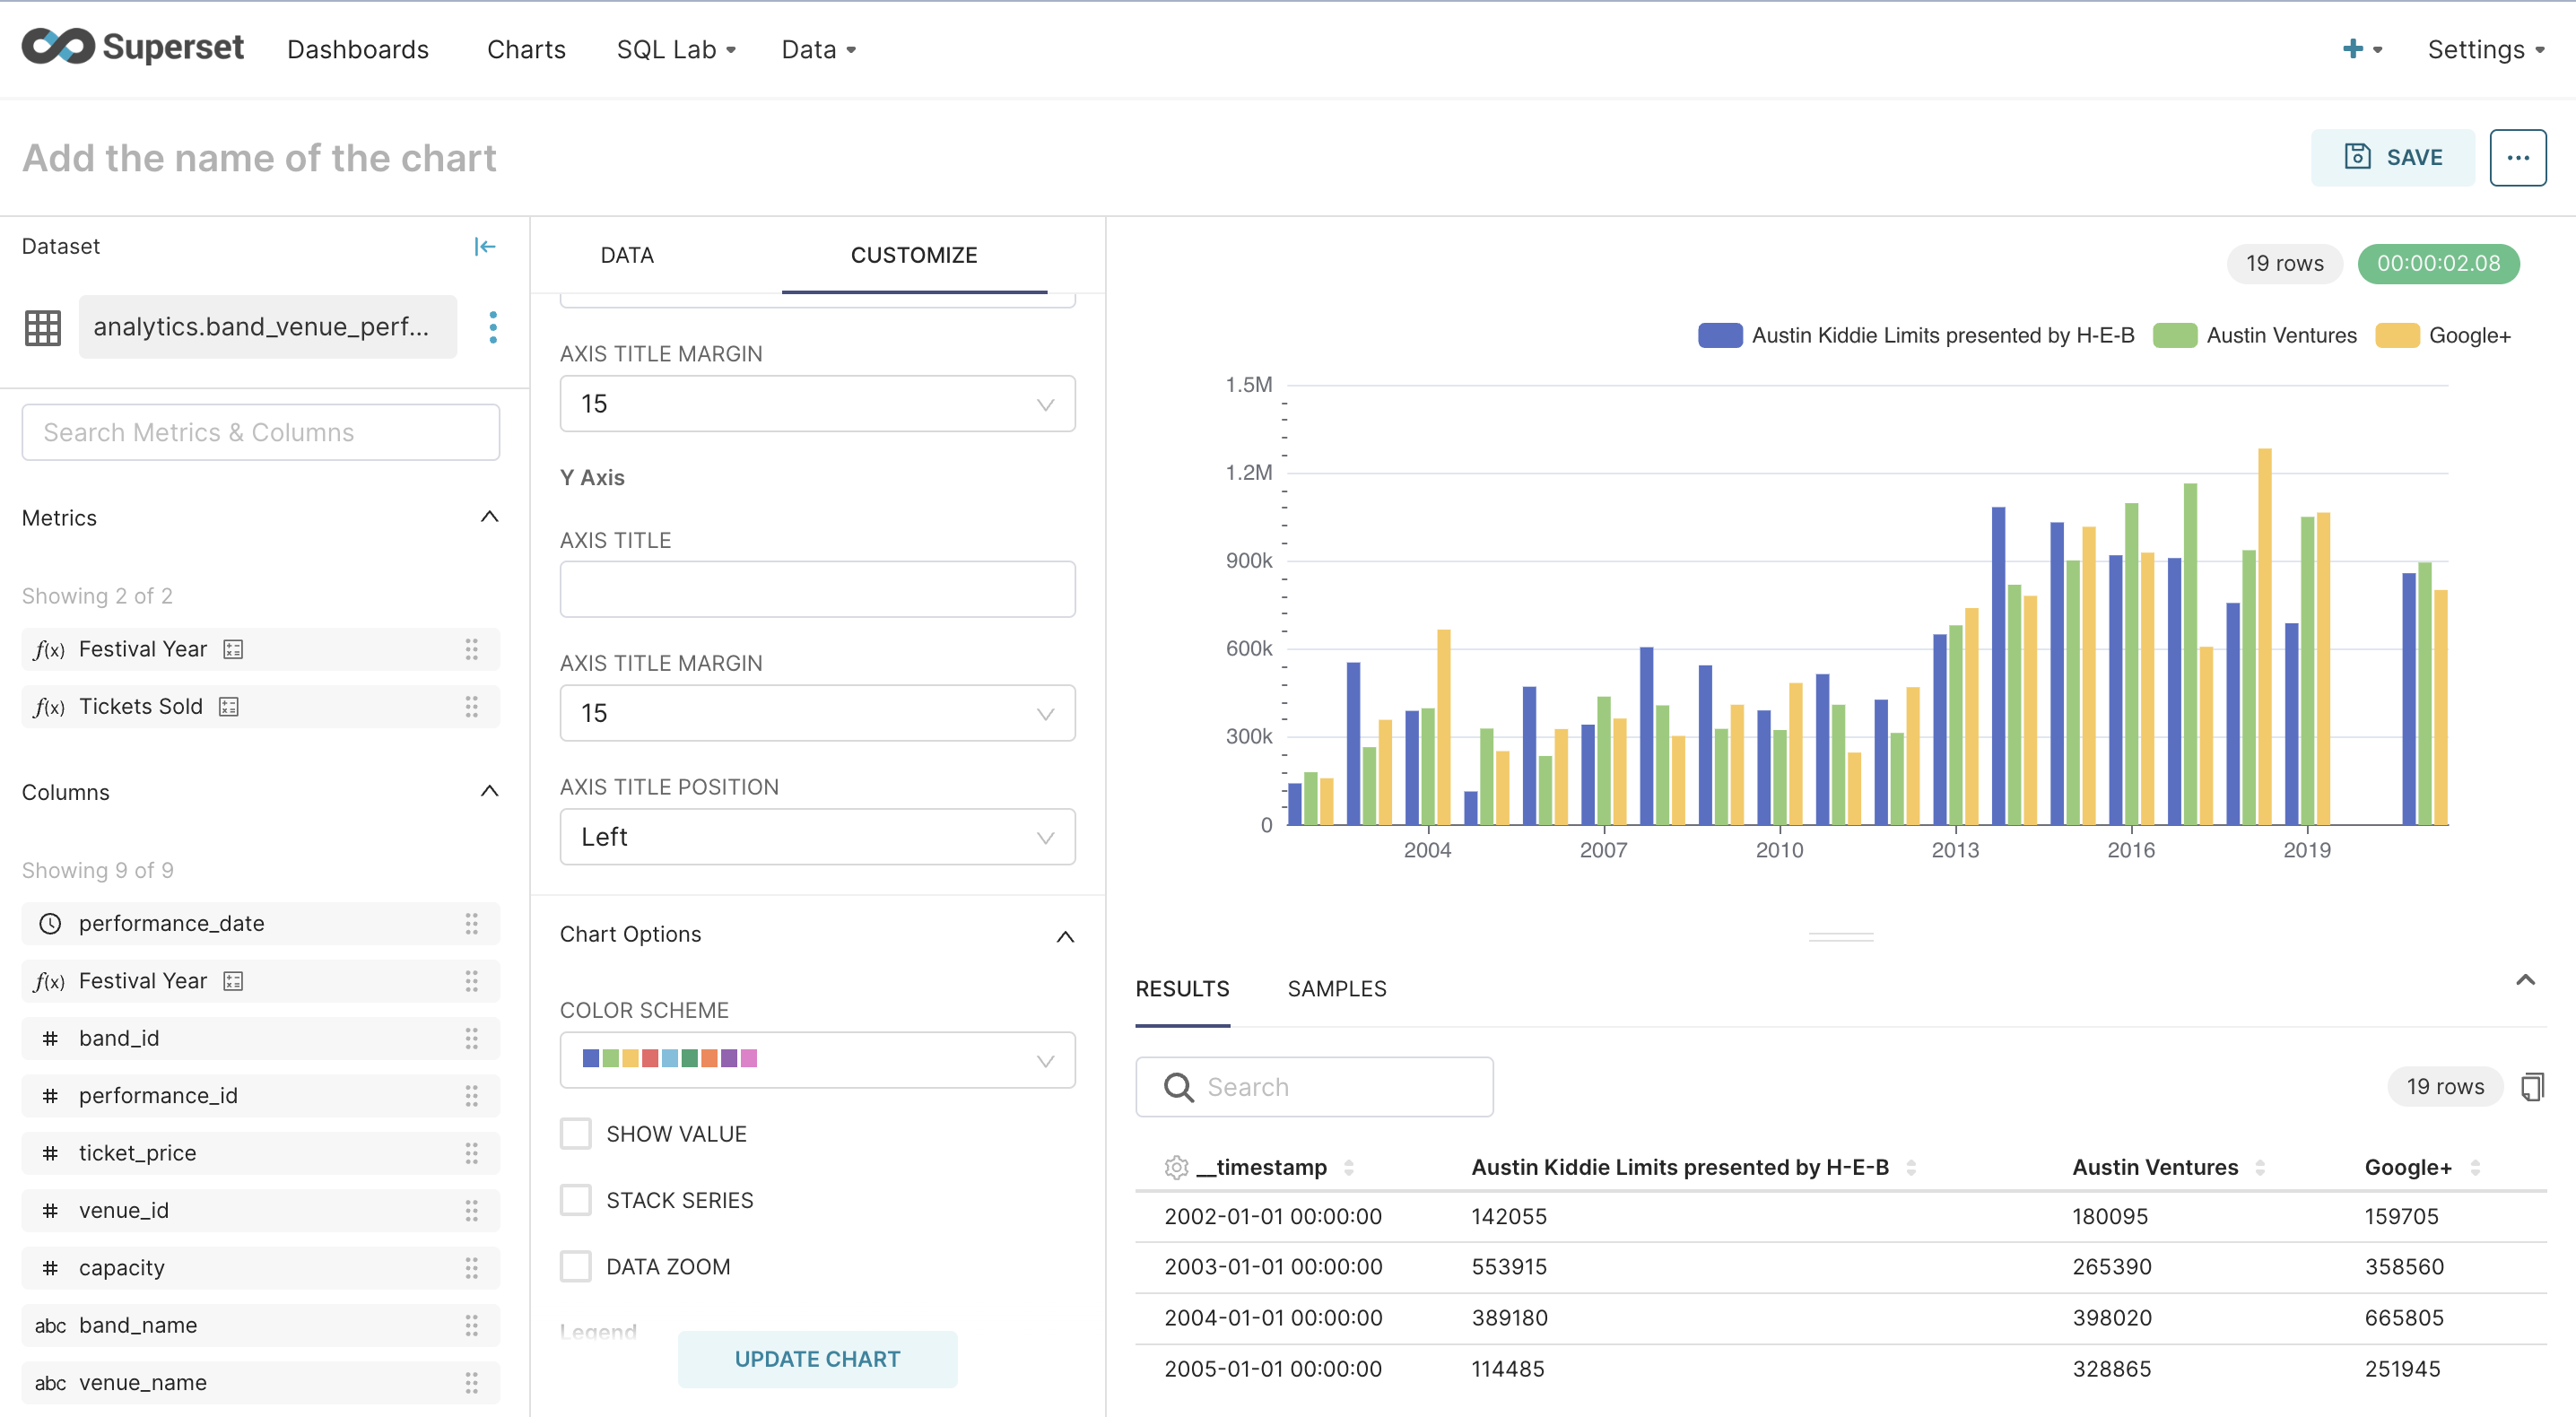 Superset
Dashboards
Charts
SQL Lab
Data
Settings
Add the name of the chart
SAVE
Dataset
analytics.band_venue_perf...
Search Metrics & Columns
Metrics
Showing 2 of 2
f(x) Festival Year
f(x) Tickets Sold
Columns
Showing 9 of 9
performance_date
f(x) Festival Year
# band_id
# performance_id
# ticket_price
# venue_id
# capacity
abc band_name
abc venue_name
DATA
CUSTOMIZE
AXIS TITLE MARGIN
15
Y Axis
AXIS TITLE
AXIS TITLE MARGIN
15
AXIS TITLE POSITION
Left
Chart Options
COLOR SCHEME
SHOW VALUE
STACK SERIES
DATA ZOOM
Legend
UPDATE CHART
19 rows
00:00:02.08
Austin Kiddie Limits presented by H-E-B
Austin Ventures
Google+
1.5M
1.2M
900k
600k
300k
0
2004
2007
2010
2013
2016
2019
RESULTS
SAMPLES
Search
19 rows
__timestamp
Austin Kiddie Limits presented by H-E-B
Austin Ventures
Google+
2002-01-01 00:00:00 142055 180095 159705
2003-01-01 00:00:00 553915 265390 358560
2004-01-01 00:00:00 389180 398020 665805
2005-01-01 00:00:00 114485 328865 251945